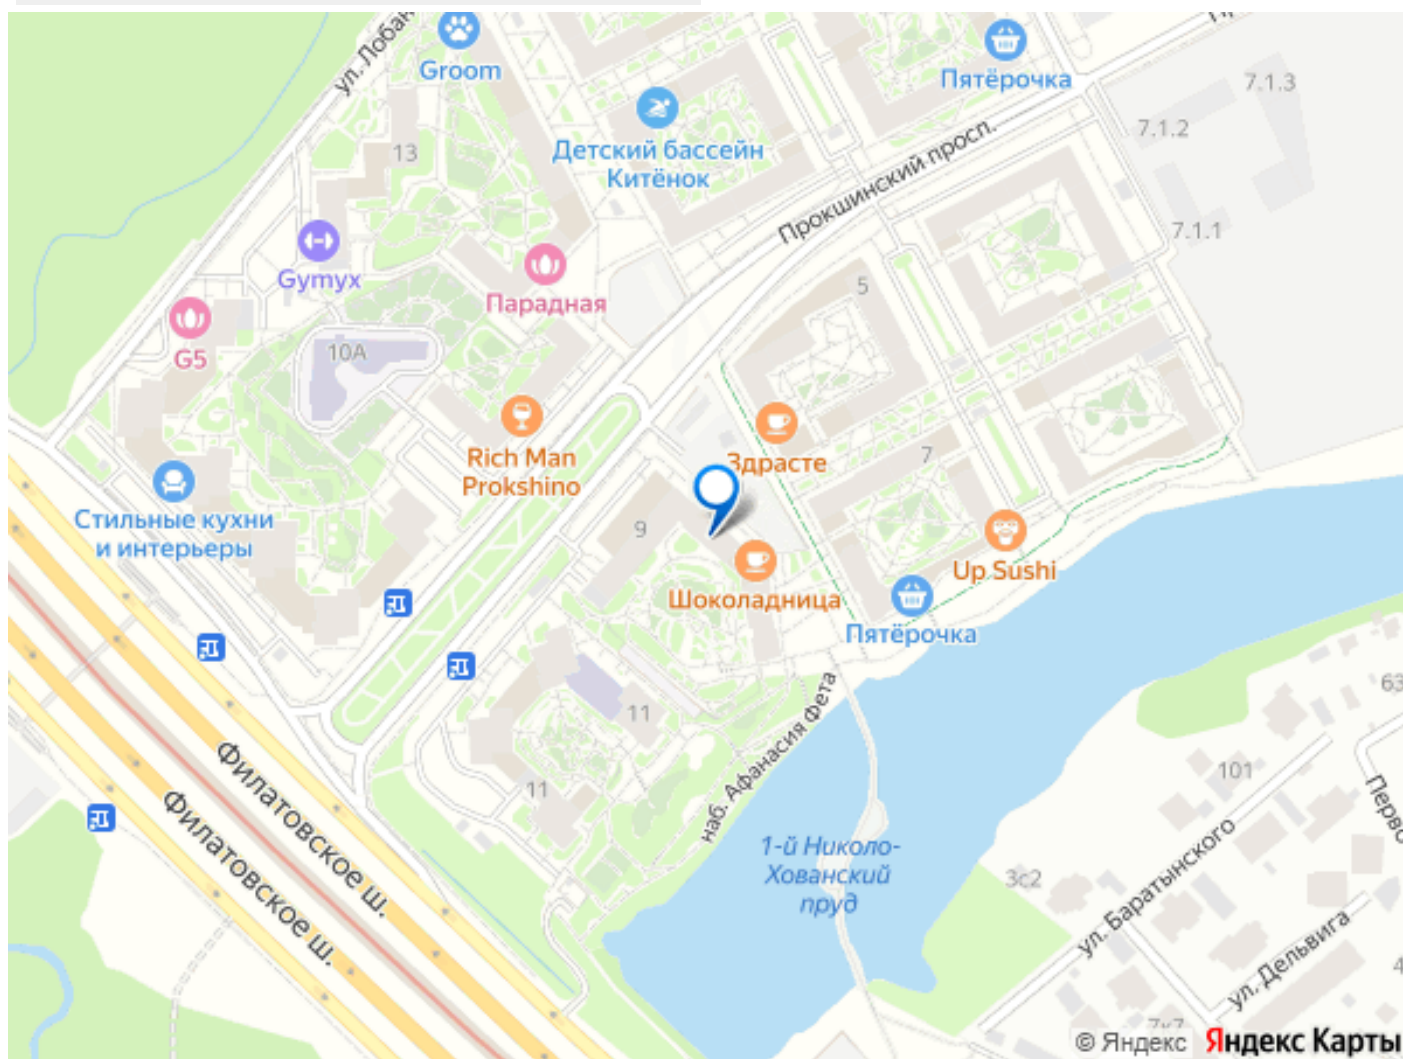 ул. Лобан
Groom
Пятёрочка
7.1.3
7.1.2
13
Детский бассейн
Китёнок
Прокшинский просп.
7.1.1
Gymyx
Парадная
5
G5
10А
Rich Man
Prokshino
Здрасте
7
Стильные кухни
и интерьеры
9
Up Sushi
Шоколадница
Пятёрочка
11
11
наб. Афанасия Фета
63
Филатовское ш.
Филатовское ш.
101
Перво
1-й Николо-
Хованский
пруд
3с2
ул. Баратынского
ул. Дельвига
4
7к7
© Яндекс
Яндекс Карты